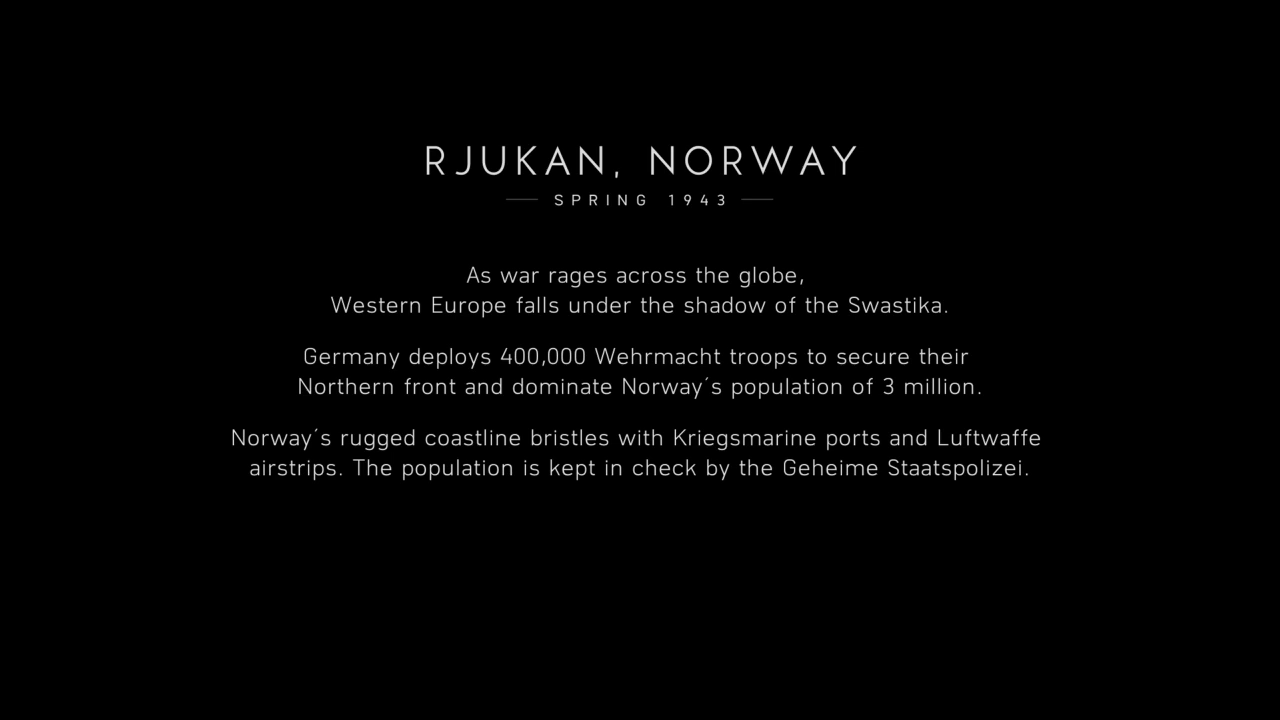 RJUKAN, NORWAY
SPRING 1943
As war rages across the globe,
Western Europe falls under the shadow of the Swastika.
Germany deploys 400,000 Wehrmacht troops to secure their
Northern front and dominate Norway´s population of 3 million.
Norway´s rugged coastline bristles with Kriegsmarine ports and Luftwaffe
airstrips. The population is kept in check by the Geheime Staatspolizei.